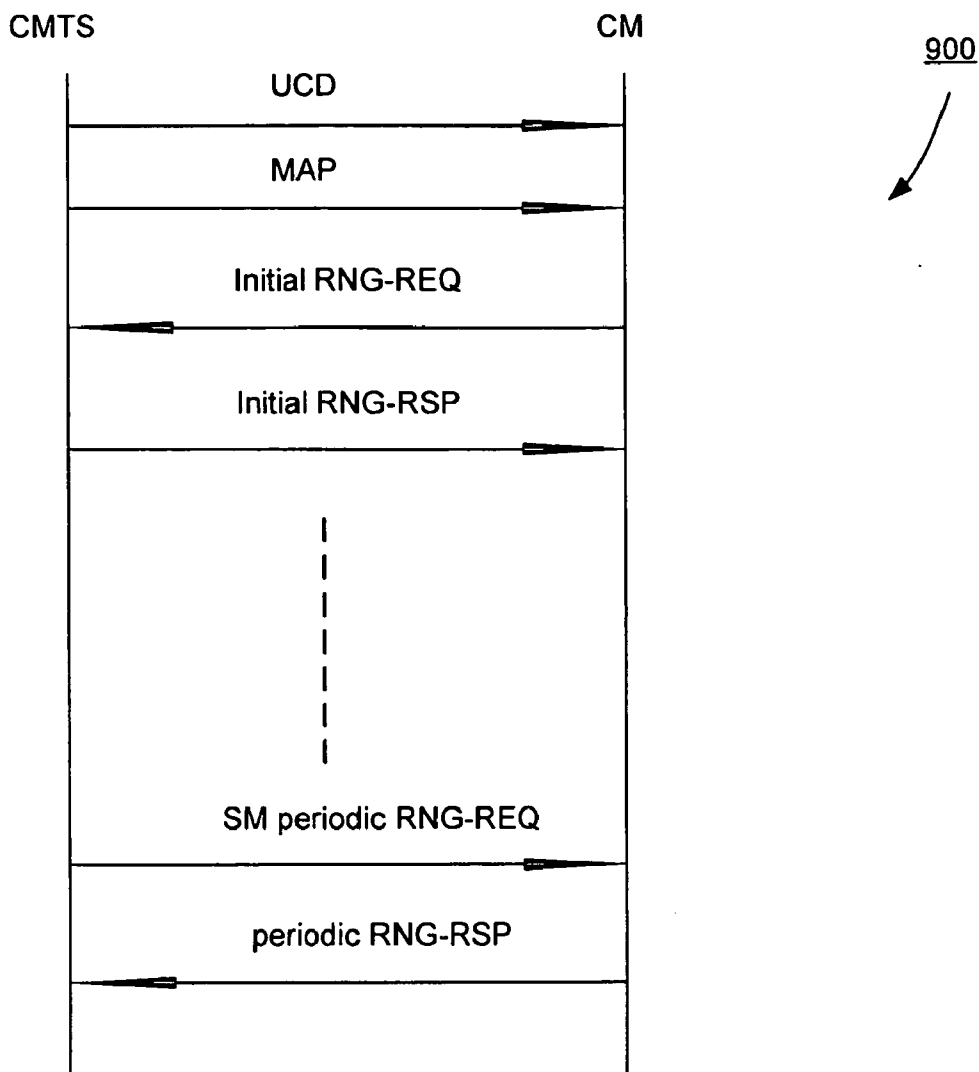 CMTS
CM
900
UCD
MAP
Initial RNG-REQ
Initial RNG-RSP
SM periodic RNG-REQ
periodic RNG-RSP